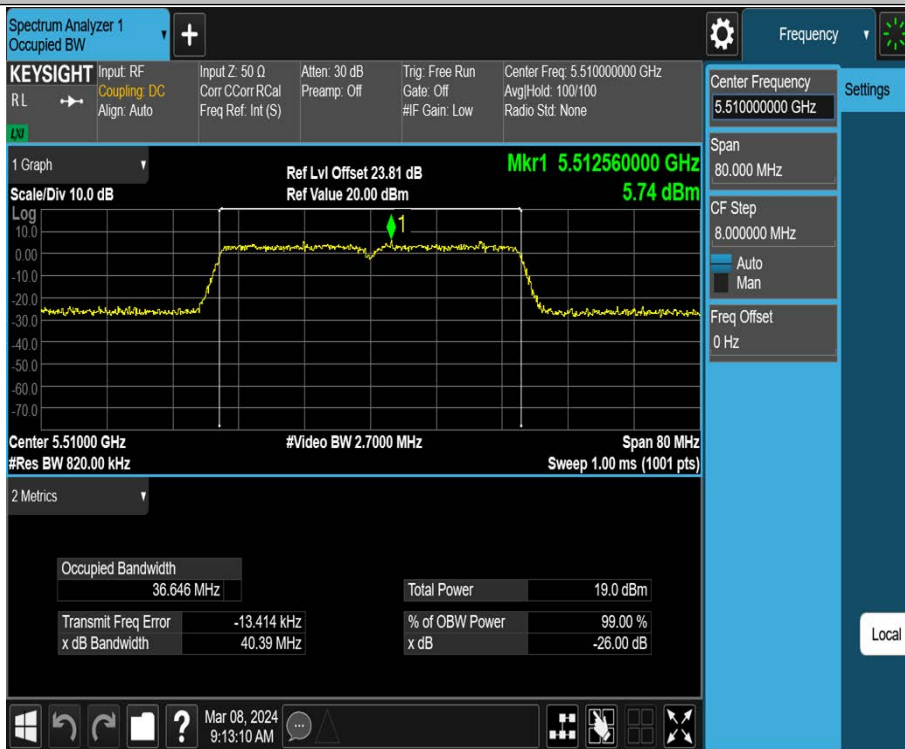 Spectrum Analyzer 1
Occupied BW
+
Frequency
KEYSIGHT
RL
LXI
Input: RF
Coupling: DC
Align: Auto
Input Z: 50 Ω
Corr CCorr RCal
Freq Ref: Int (S)
Atten: 30 dB
Preamp: Off
Trig: Free Run
Gate: Off
#IF Gain: Low
Center Freq: 5.510000000 GHz
Avg|Hold: 100/100
Radio Std: None
Center Frequency
5.510000000 GHz
Settings
Span
80.000 MHz
CF Step
8.000000 MHz
Auto
Man
Freq Offset
0 Hz
Local
1 Graph
Scale/Div 10.0 dB
Ref Lvl Offset 23.81 dB
Ref Value 20.00 dBm
Mkr1 5.512560000 GHz
5.74 dBm
Log
10.0
0.00
-10.0
-20.0
-30.0
-40.0
-50.0
-60.0
-70.0
1
Center 5.51000 GHz
#Video BW 2.7000 MHz
Span 80 MHz
#Res BW 820.00 kHz
Sweep 1.00 ms (1001 pts)
2 Metrics
Occupied Bandwidth
36.646 MHz
Total Power 19.0 dBm
Transmit Freq Error -13.414 kHz
% of OBW Power 99.00 %
x dB Bandwidth 40.39 MHz
x dB -26.00 dB
?
Mar 08, 2024
9:13:10 AM